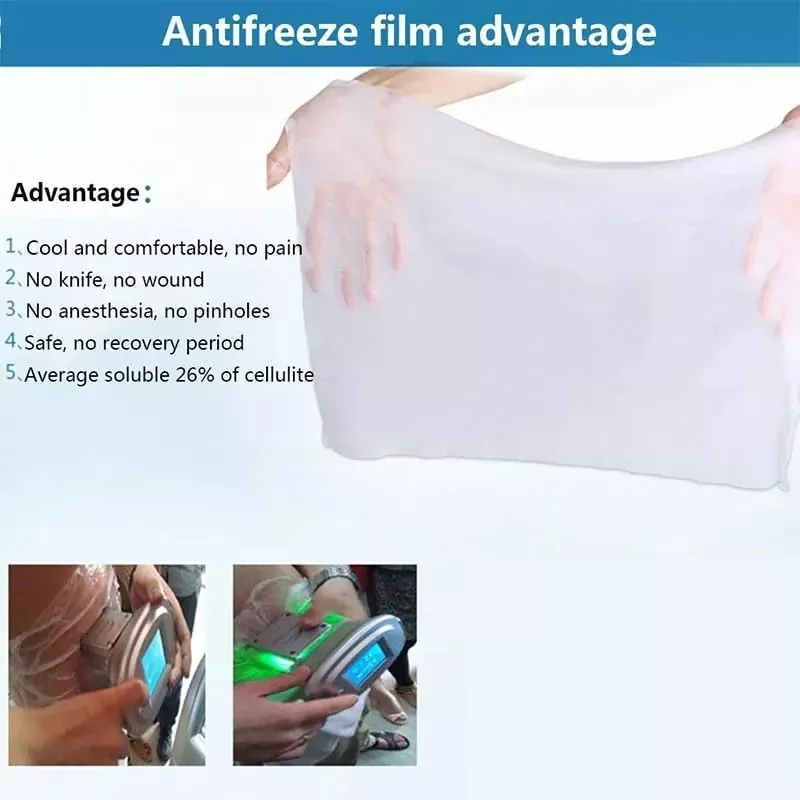 Antifreeze film advantage
Advantage：
1、Cool and comfortable, no pain
2、No knife, no wound
3、No anesthesia, no pinholes
4、Safe, no recovery period
5、Average soluble 26% of cellulite